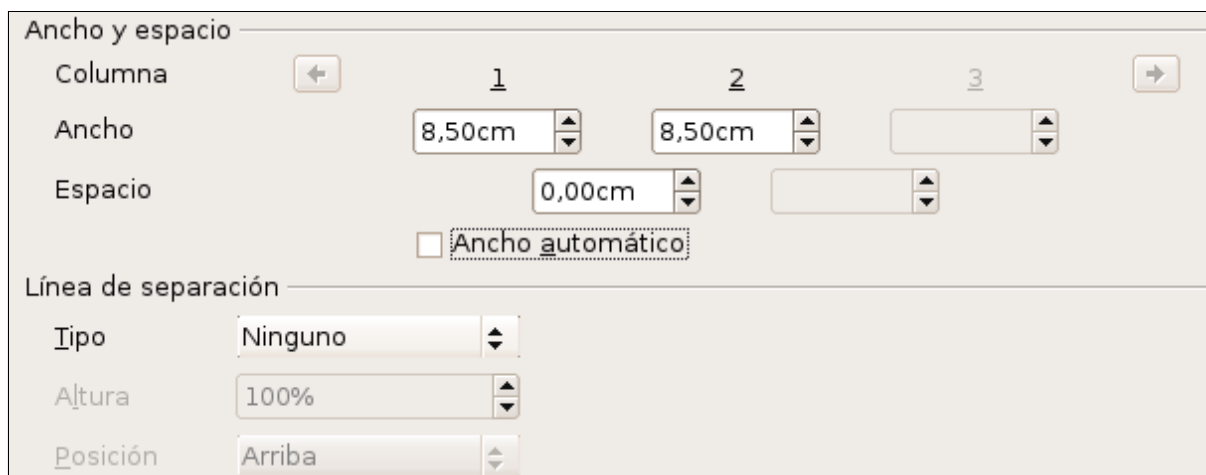 Ancho y espacio
Columna 1 2 3
Ancho 8,50cm 8,50cm
Espacio 0,00cm
Ancho automático
Línea de separación
Tipo Ninguno
Altura 100%
Posición Arriba